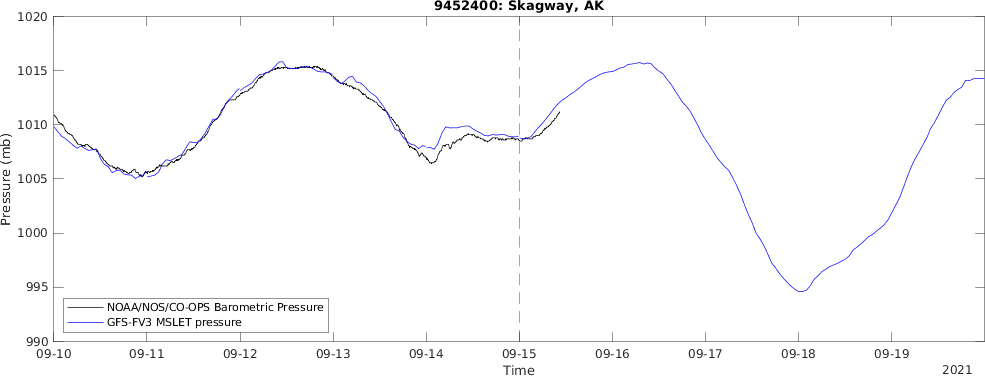 9452400: Skagway, AK
1020
1015
1010
1005
1000
995
990
Pressure (mb)
NOAA/NOS/CO-OPS Barometric Pressure
GFS-FV3 MSLET pressure
09-10 09-11 09-12 09-13 09-14 09-15 09-16 09-17 09-18 09-19
Time
2021